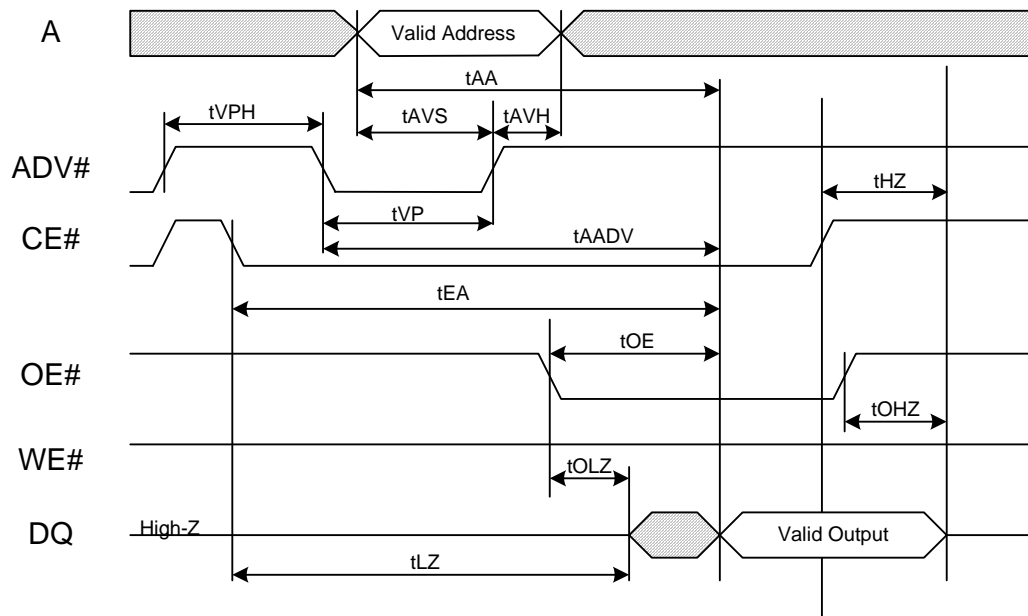 A
Valid Address
tAA
tVPH
tAVS
tAVH
ADV#
tHZ
tVP
CE#
tAADV
tEA
tOE
OE#
tOHZ
WE#
tOLZ
DQ
High-Z
Valid Output
tLZ